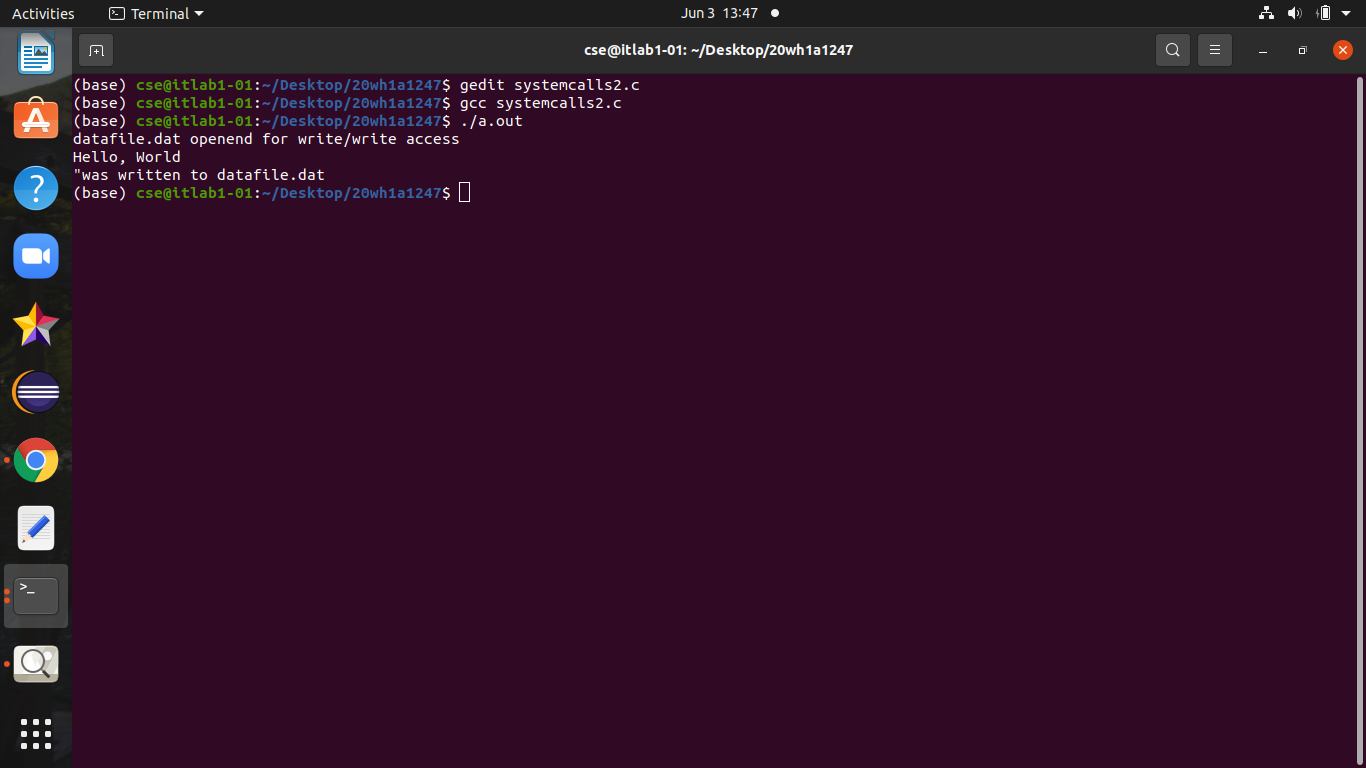 Activities
Terminal
Jun 3 13:47
cse@itlab1-01: ~/Desktop/20wh1a1247
(base) cse@itlab1-01:~/Desktop/20wh1a1247$ gedit systemcalls2.c
(base) cse@itlab1-01:~/Desktop/20wh1a1247$ gcc systemcalls2.c
(base) cse@itlab1-01:~/Desktop/20wh1a1247$ ./a.out
datafile.dat openend for write/write access
Hello, World
"was written to datafile.dat
(base) cse@itlab1-01:~/Desktop/20wh1a1247$